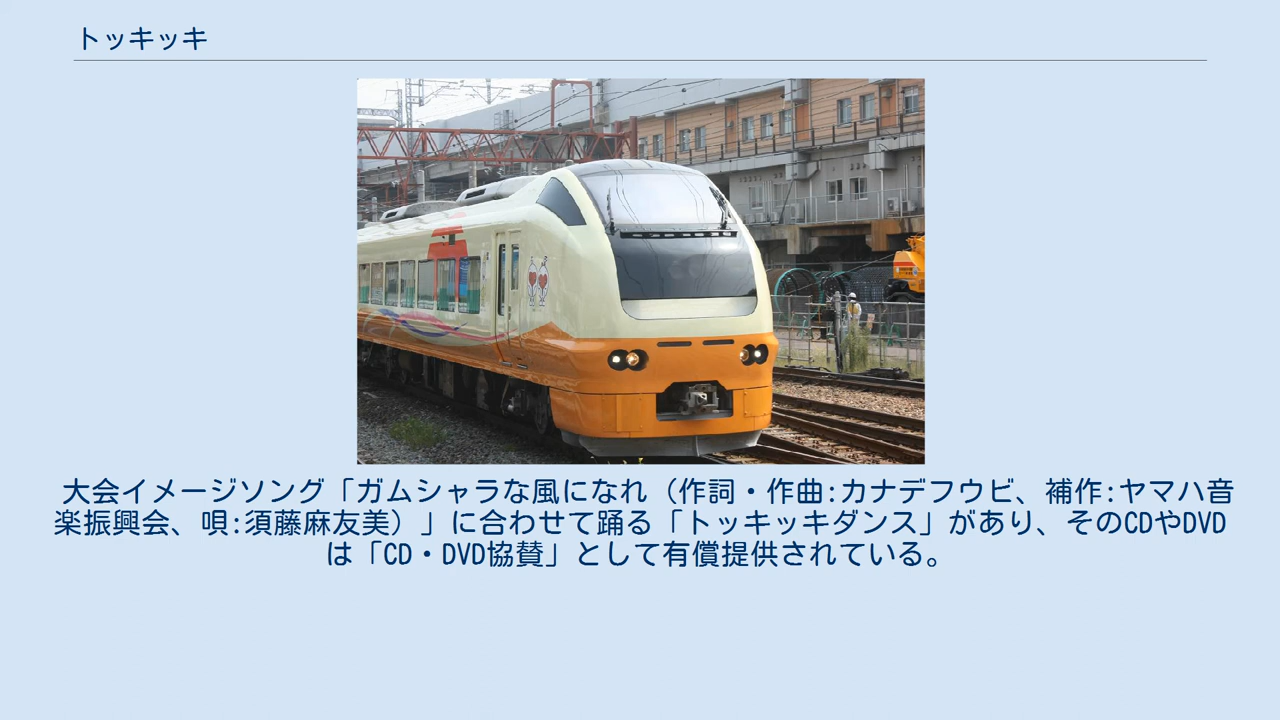 トッキッキ
大会イメージソング「ガムシャラな風になれ（作詞・作曲:カナデフウビ、補作:ヤマハ音
楽振興会、唄:須藤麻友美）」に合わせて踊る「トッキッキダンス」があり、そのCDやDVD
は「CD・DVD協賛」として有償提供されている。